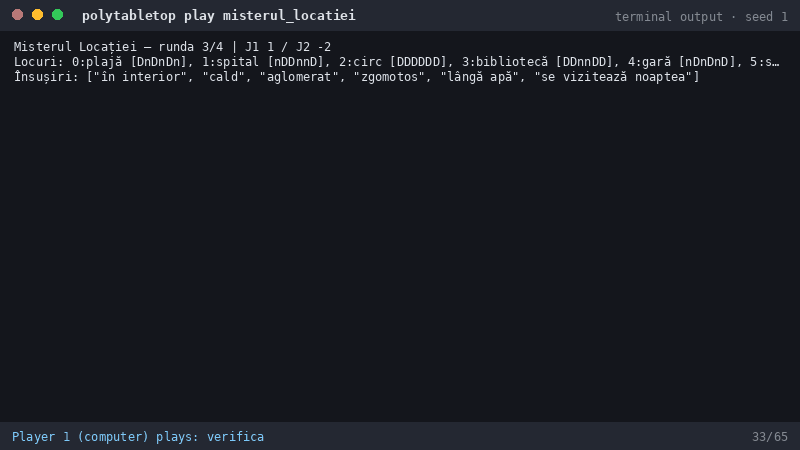 polytabletop play misterul_locatiei
terminal output · seed 1
Misterul Locației — runda 3/4 | J1 1 / J2 -2
Locuri: 0:plajă [DnDnDn], 1:spital [nDDnnD], 2:circ [DDDDDD], 3:bibliotecă [DDnnDD], 4:gară [nDnDnD], 5:s…
Însușiri: ["în interior", "cald", "aglomerat", "zgomotos", "lângă apă", "se vizitează noaptea"]
Player 1 (computer) plays: verifica
33/65